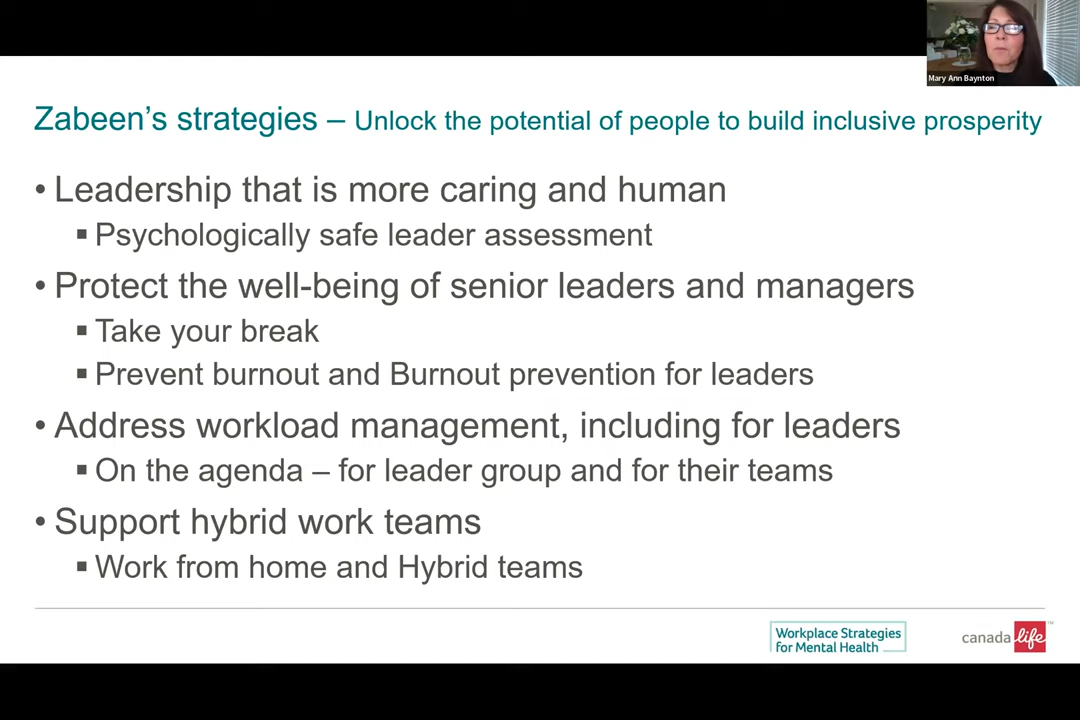 Mary Ann Baynton
Zabeen's strategies – Unlock the potential of people to build inclusive prosperity
• Leadership that is more caring and human
▪ Psychologically safe leader assessment
• Protect the well-being of senior leaders and managers
▪ Take your break
▪ Prevent burnout and Burnout prevention for leaders
• Address workload management, including for leaders
▪ On the agenda – for leader group and for their teams
• Support hybrid work teams
▪ Work from home and Hybrid teams
Workplace Strategies
for Mental Health
canada life™